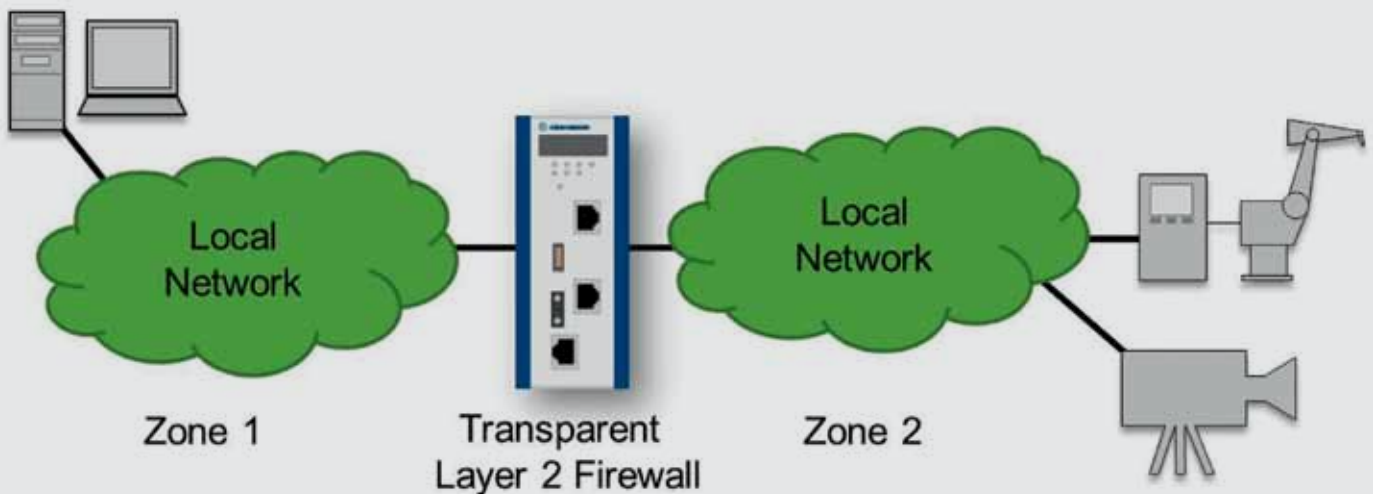 Local
Network
Local
Network
Zone 1
Transparent
Layer 2 Firewall
Zone 2